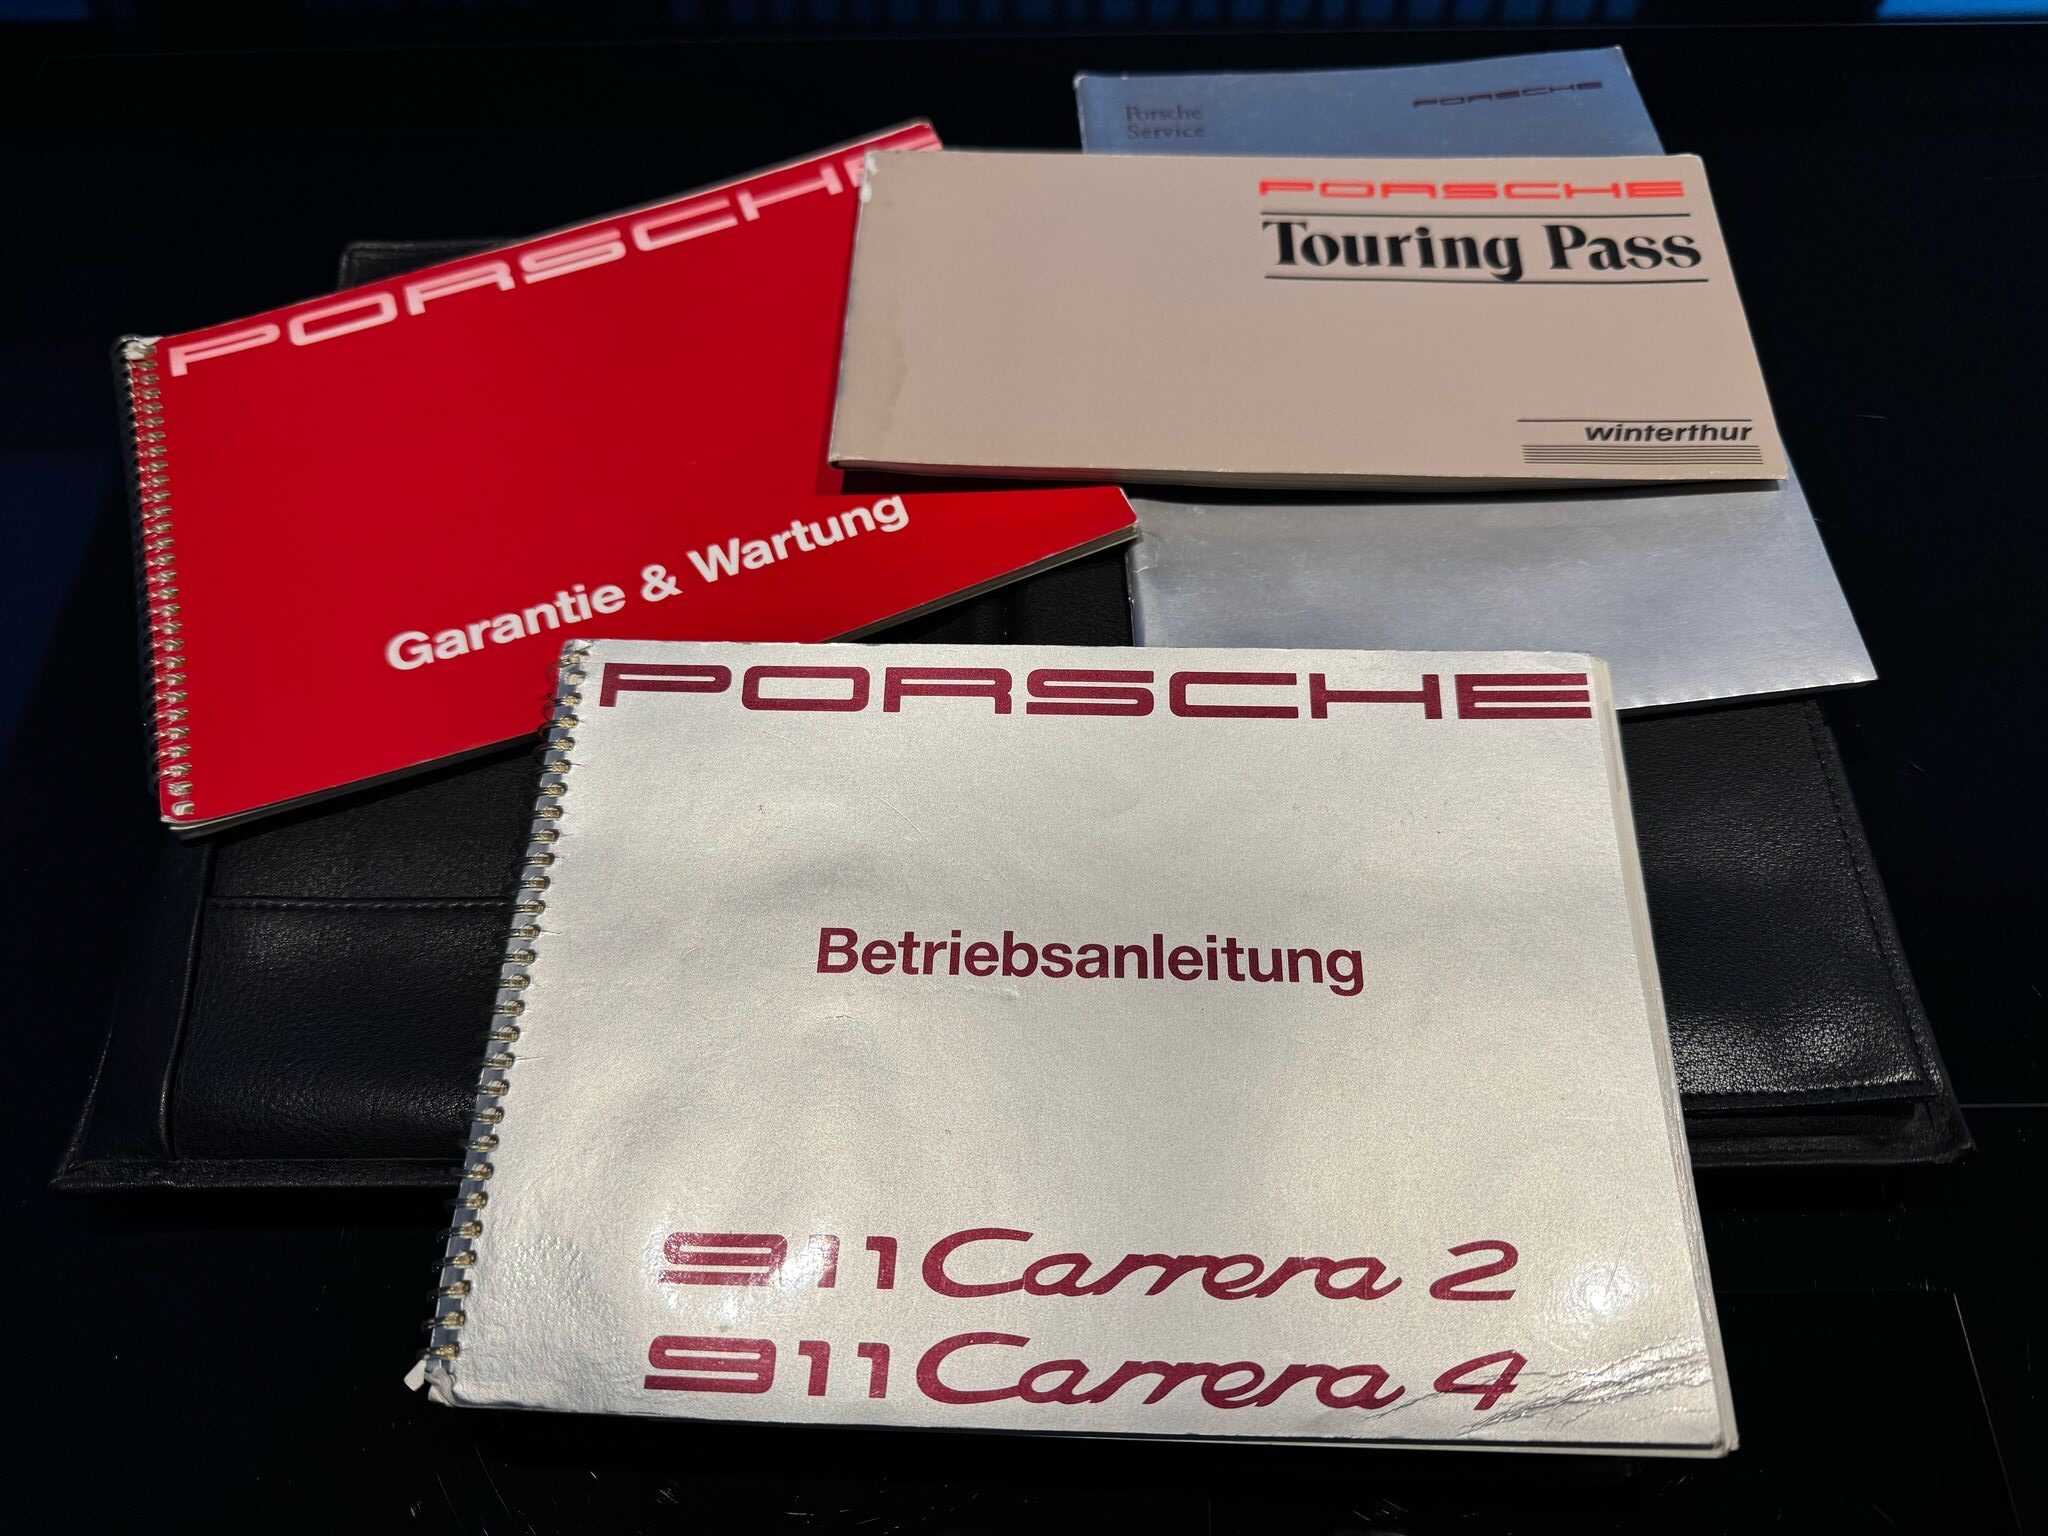 Porsche
Service
PORSCHE
PORSCHE
Touring Pass
winterthur
PORSCHE
Garantie & Wartung
PORSCHE
Betriebsanleitung
911 Carrera 2
911 Carrera 4